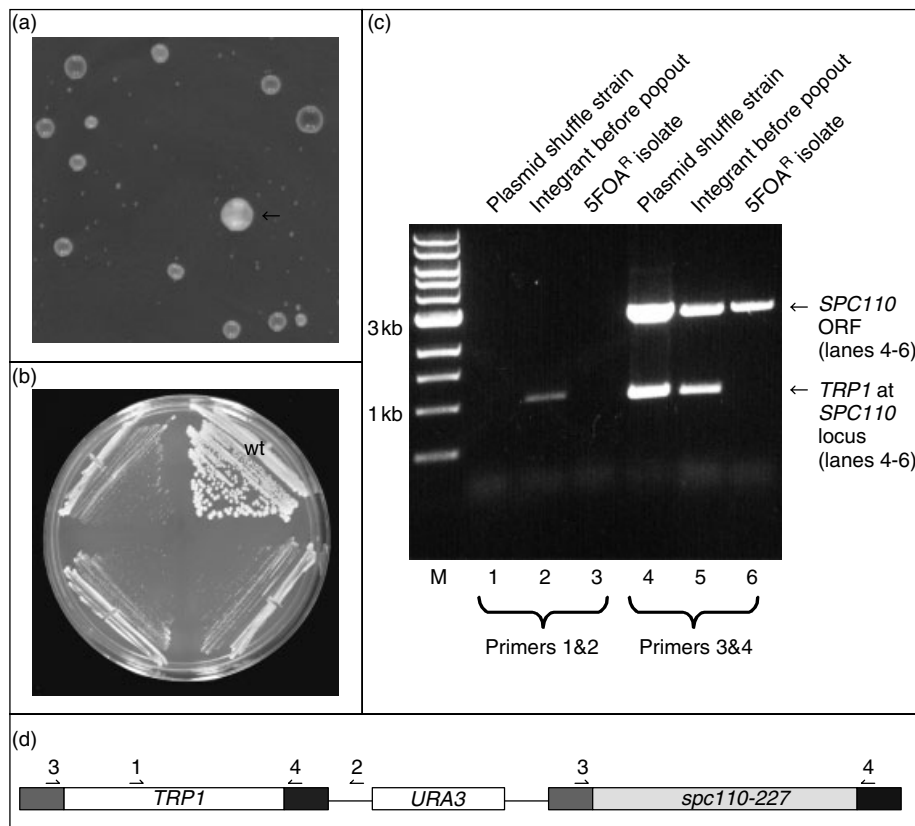 (a)
(b)
wt
(c)
Plasmid shuffle strain
Integrant before popout
5FOAᴿ isolate
Plasmid shuffle strain
Integrant before popout
5FOAᴿ isolate
3 kb
1 kb
← SPC110
ORF
(lanes 4-6)
← TRP1 at
SPC110
locus
(lanes 4-6)
M 1 2 3 4 5 6
Primers 1&2 Primers 3&4
(d)
3 1 4 2 3 4
TRP1 URA3 spc110-227